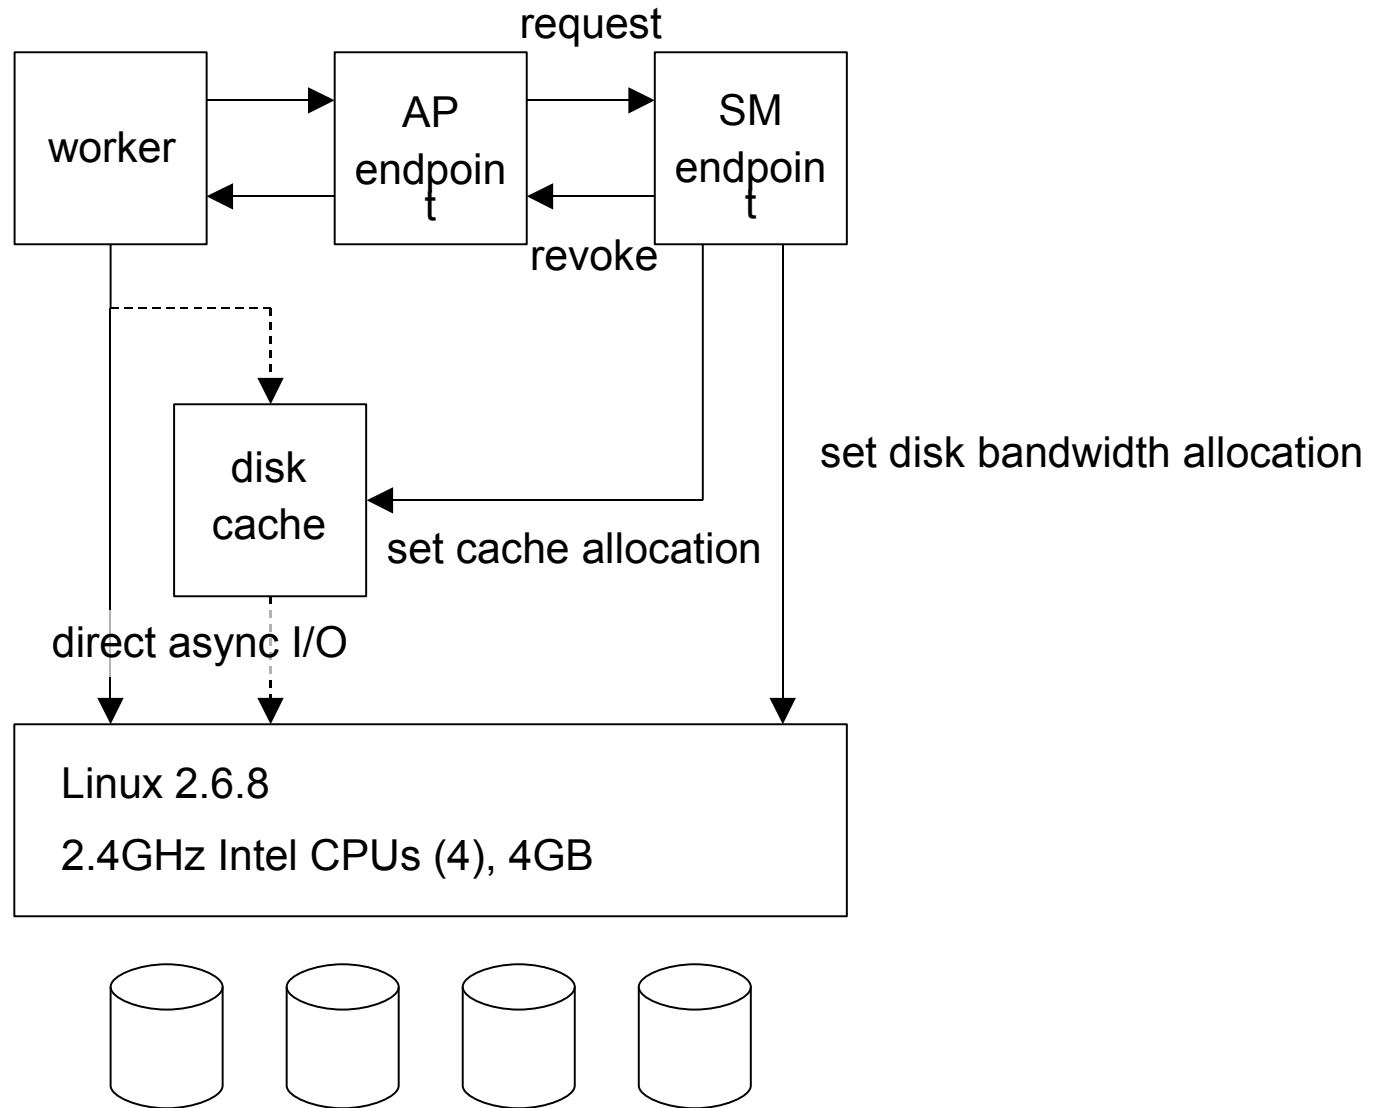 request
worker
AP
endpoin
t
SM
endpoin
t
revoke
disk
cache
set disk bandwidth allocation
set cache allocation
direct async I/O
Linux 2.6.8
2.4GHz Intel CPUs (4), 4GB